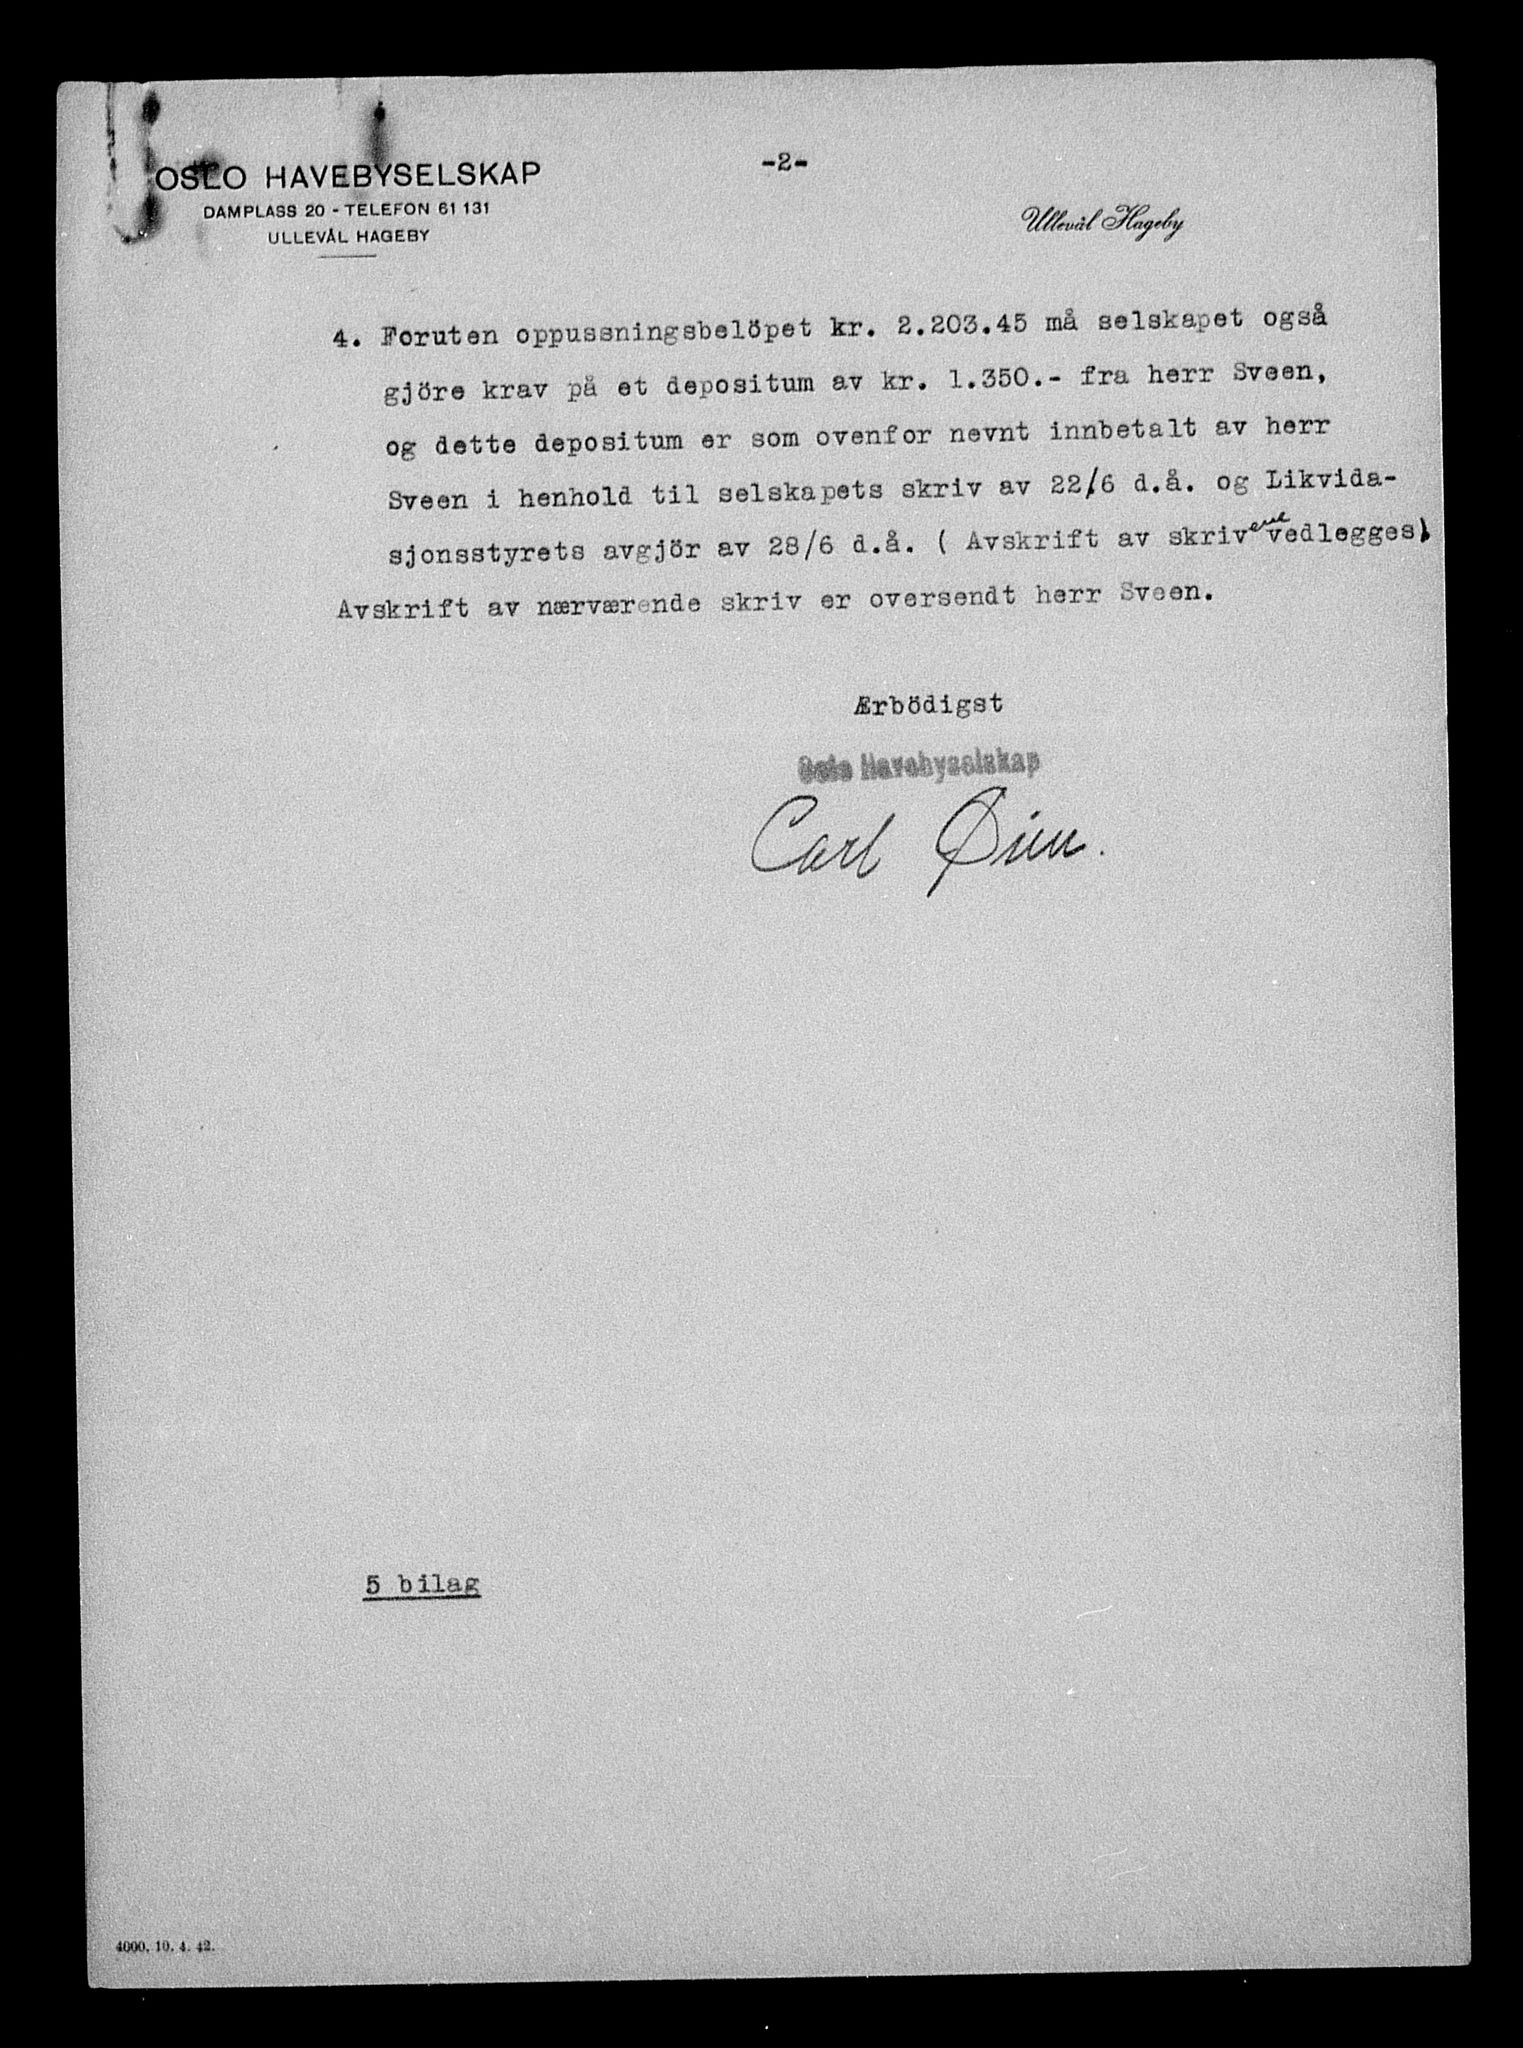 -2-
OSLO HAVEBYSELSKAP
DAMPLASS 20 - TELEFON 61 131
ULLEVÅL HAGEBY
Ullevål Hageby
4. Foruten oppussningsbelöpet kr. 2.203.45 må selskapet også
gjöre krav på et depositum av kr. 1.350.- fra herr Sveen,
og dette depositum er som ovenfor nevnt innbetalt av herr
Sveen i henhold til selskapets skriv av 22/6 d.å. og Likvida-
sjonsstyrets avgjör av 28/6 d.å. ( Avskrift av skrivene vedlegges)
Avskrift av nærværende skriv er oversendt herr Sveen.
Ærbödigst
Oslo Havebyselskap
Carl
5 bilag
4000. 10. 4. 42.